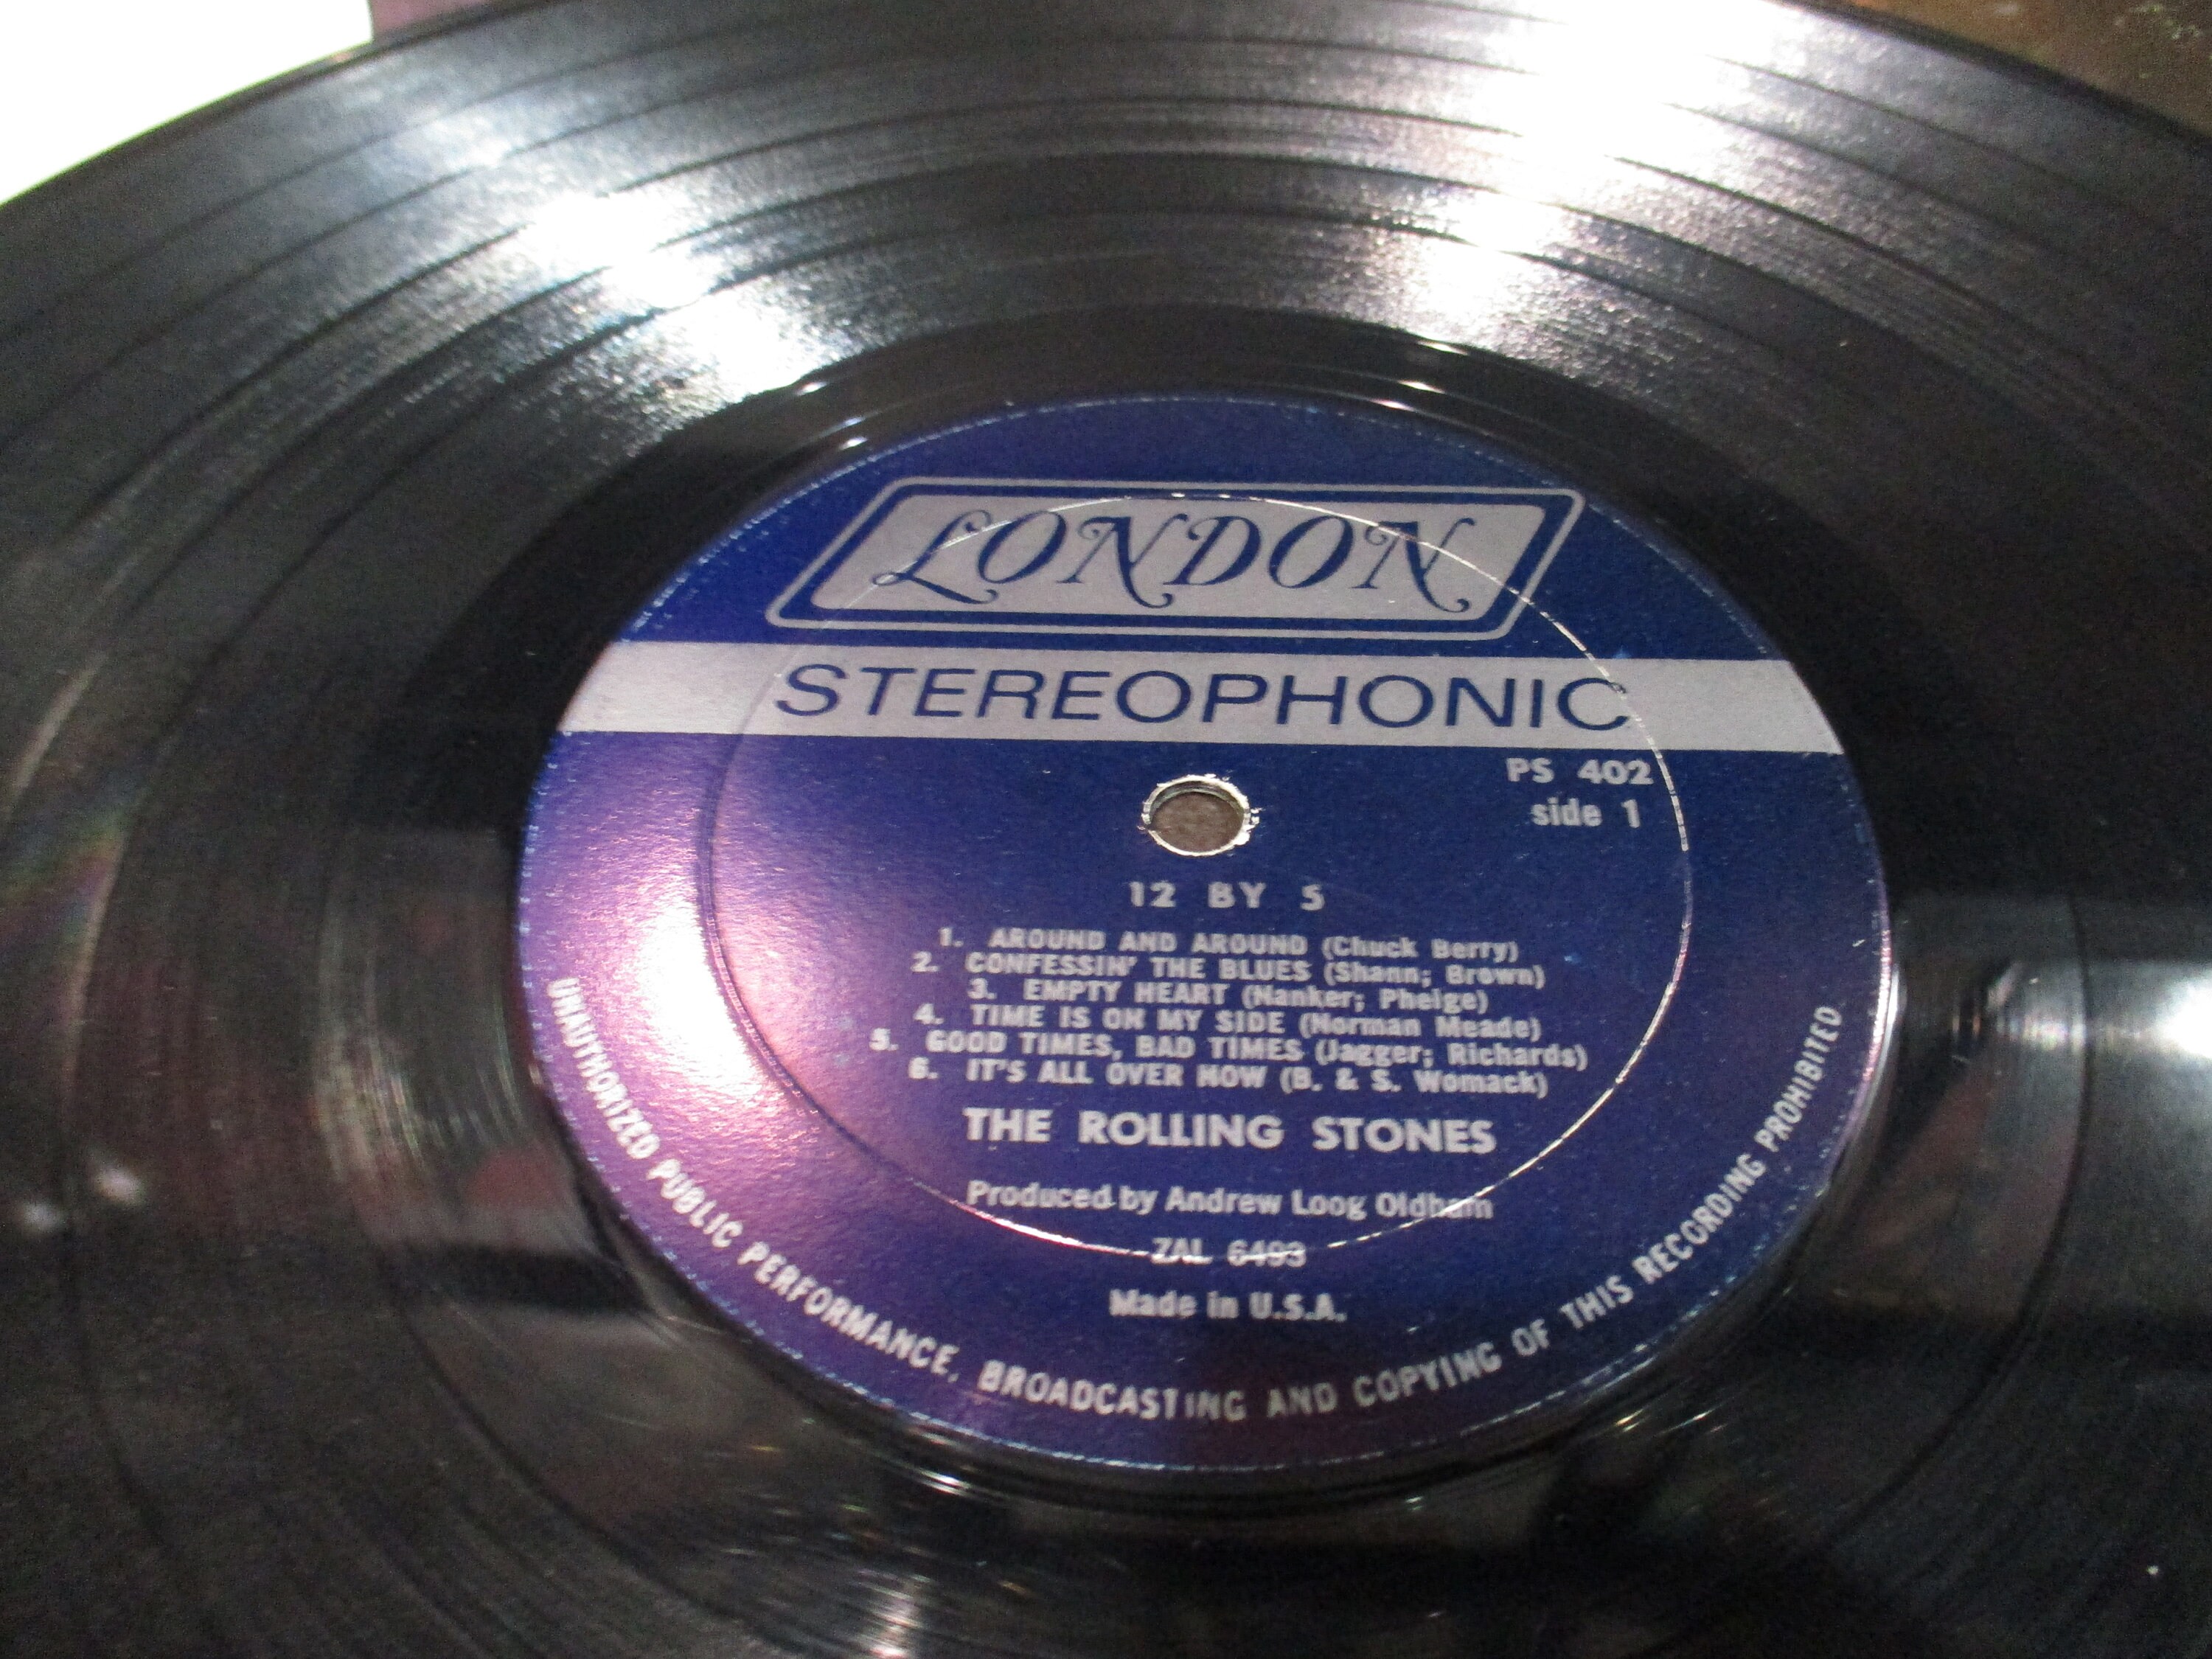 LONDON
STEREOPHONIC
PS 402
side 1
12 BY 5
1. AROUND AND AROUND (Chuck Berry)
2. CONFESSIN' THE BLUES (Shann; Brown)
3. EMPTY HEART (Nanker; Phelge)
4. TIME IS ON MY SIDE (Norman Meade)
5. GOOD TIMES, BAD TIMES (Jagger; Richards)
6. IT'S ALL OVER NOW (B. & S. Womack)
THE ROLLING STONES
Produced by Andrew Loog Oldham
ZAL 6493
Made in U.S.A.
UNAUTHORIZED PUBLIC PERFORMANCE, BROADCASTING AND COPYING OF THIS RECORDING PROHIBITED